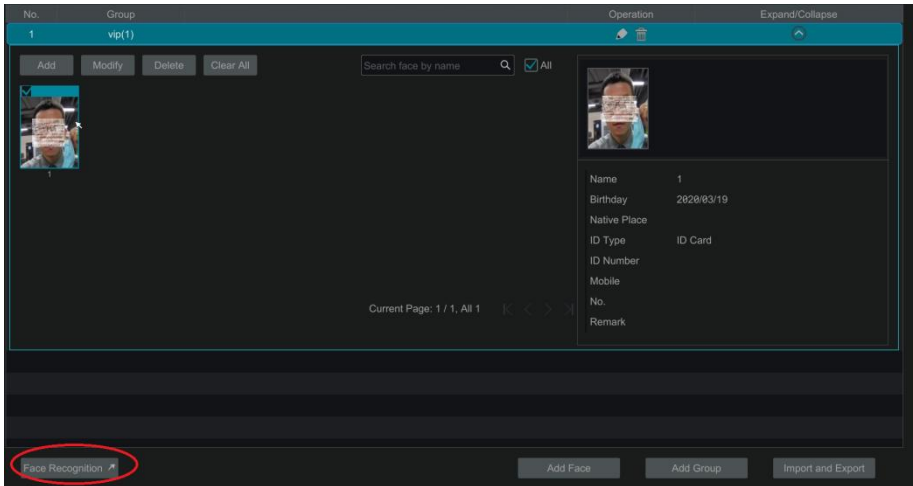 No. Group Operation Expand/Collapse
1 vip(1)
Add Modify Delete Clear All Search face by name All
1
Name 1
Birthday 2020/03/19
Native Place
ID Type ID Card
ID Number
Mobile
Current Page: 1 / 1, All 1
No.
Remark
Face Recognition Add Face Add Group Import and Export